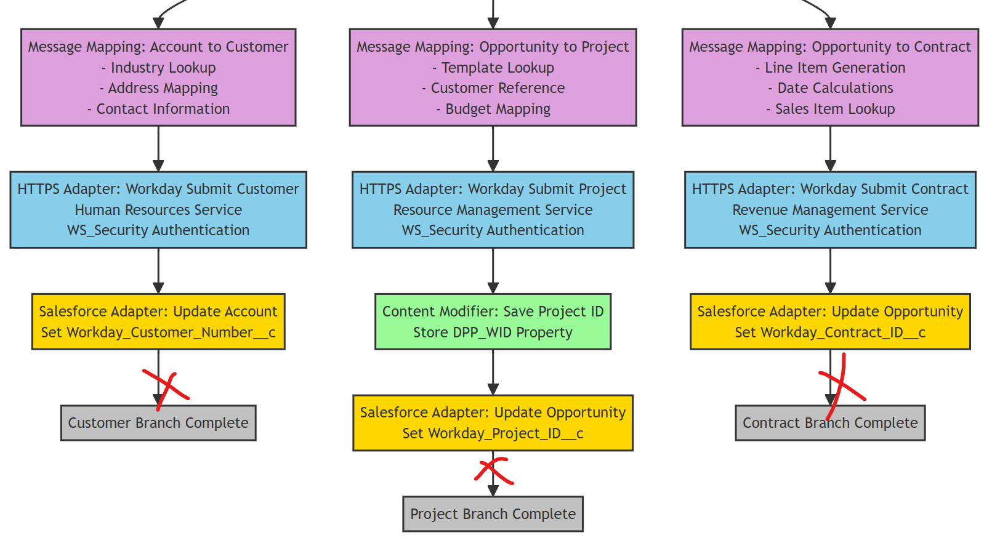 Message Mapping: Account to Customer
- Industry Lookup
- Address Mapping
- Contact Information
Message Mapping: Opportunity to Project
- Template Lookup
- Customer Reference
- Budget Mapping
Message Mapping: Opportunity to Contract
- Line Item Generation
- Date Calculations
- Sales Item Lookup
HTTPS Adapter: Workday Submit Customer
Human Resources Service
WS_Security Authentication
HTTPS Adapter: Workday Submit Project
Resource Management Service
WS_Security Authentication
HTTPS Adapter: Workday Submit Contract
Revenue Management Service
WS_Security Authentication
Salesforce Adapter: Update Account
Set Workday_Customer_Number__c
Content Modifier: Save Project ID
Store DPP_WID Property
Salesforce Adapter: Update Opportunity
Set Workday_Contract_ID__c
Customer Branch Complete
Salesforce Adapter: Update Opportunity
Set Workday_Project_ID__c
Contract Branch Complete
Project Branch Complete